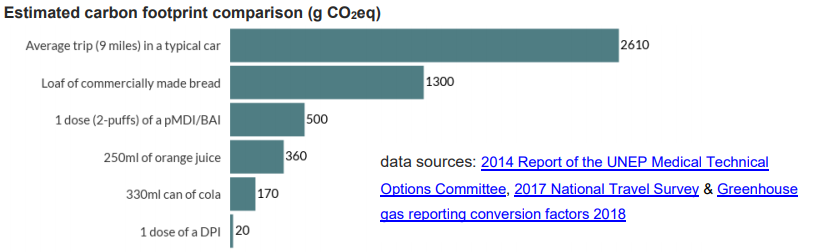 Estimated carbon footprint comparison (g CO₂eq)
Average trip (9 miles) in a typical car 2610
Loaf of commercially made bread 1300
1 dose (2-puffs) of a pMDI/BAI 500
250ml of orange juice 360
330ml can of cola 170
1 dose of a DPI 20
data sources: 2014 Report of the UNEP Medical Technical
Options Committee, 2017 National Travel Survey & Greenhouse
gas reporting conversion factors 2018